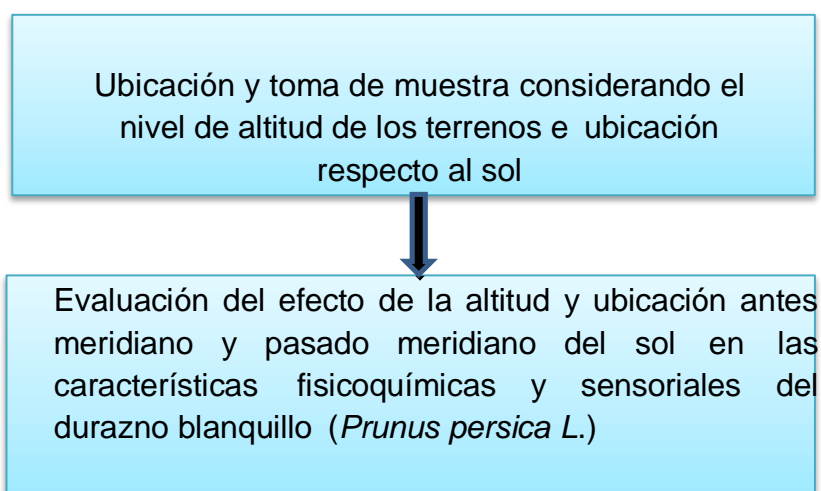 Ubicación y toma de muestra considerando el
nivel de altitud de los terrenos e ubicación
respecto al sol
Evaluación del efecto de la altitud y ubicación antes
meridiano y pasado meridiano del sol en las
características fisicoquímicas y sensoriales del
durazno blanquillo (Prunus persica L.)